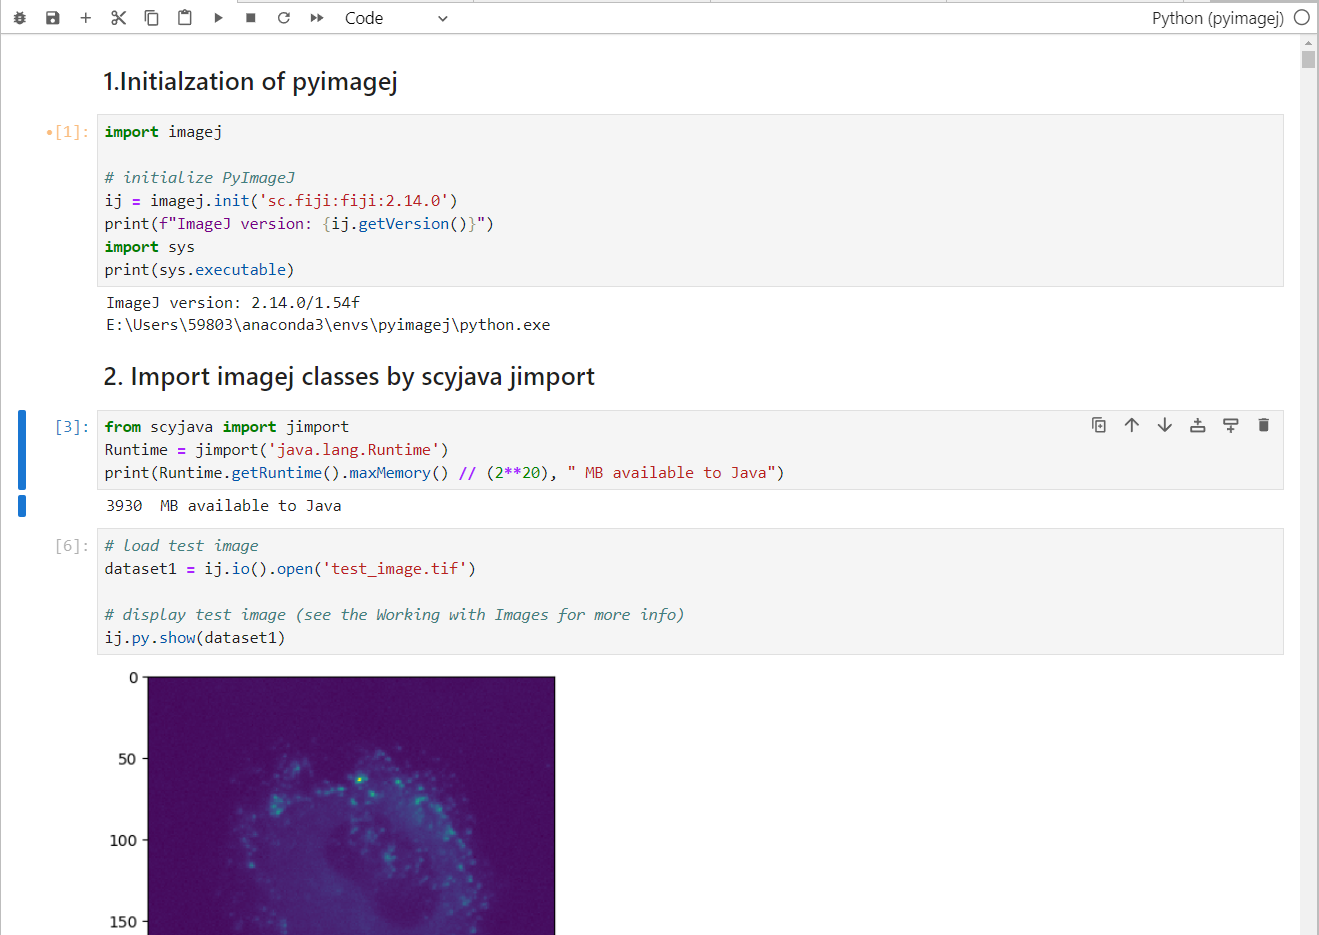 Code
Python (pyimagej)
1.Initialzation of pyimagej
[1]:
import imagej
# initialize PyImageJ
ij = imagej.init('sc.fiji:fiji:2.14.0')
print(f"ImageJ version: {ij.getVersion()}")
import sys
print(sys.executable)
ImageJ version: 2.14.0/1.54f
E:\Users\59803\anaconda3\envs\pyimagej\python.exe
2. Import imagej classes by scyjava jimport
[3]:
from scyjava import jimport
Runtime = jimport('java.lang.Runtime')
print(Runtime.getRuntime().maxMemory() // (2**20), " MB available to Java")
3930  MB available to Java
[6]:
# load test image
dataset1 = ij.io().open('test_image.tif')
# display test image (see the Working with Images for more info)
ij.py.show(dataset1)
0
50
100
150